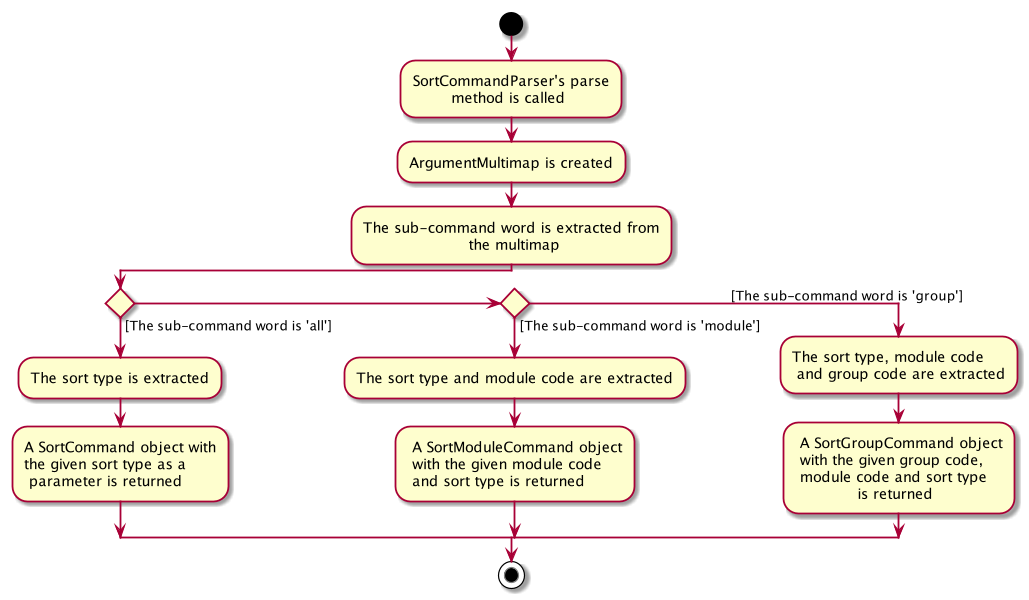 SortCommandParser's parse
method is called
ArgumentMultimap is created
The sub-command word is extracted from
the multimap
[The sub-command word is 'all']
The sort type is extracted
A SortCommand object with
the given sort type as a
parameter is returned
[The sub-command word is 'module']
The sort type and module code are extracted
A SortModuleCommand object
with the given module code
and sort type is returned
[The sub-command word is 'group']
The sort type, module code
and group code are extracted
A SortGroupCommand object
with the given group code,
module code and sort type
is returned